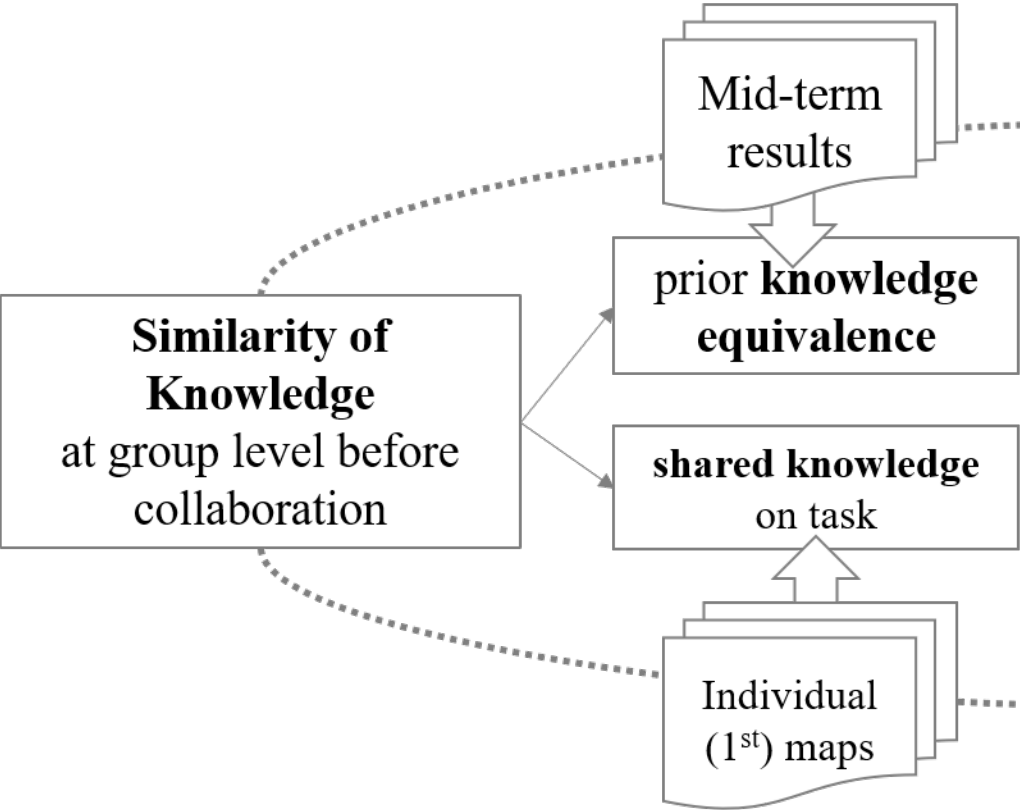 Mid-term
results
prior knowledge
equivalence
Similarity of
Knowledge
at group level before
collaboration
shared knowledge
on task
Individual
(1st) maps